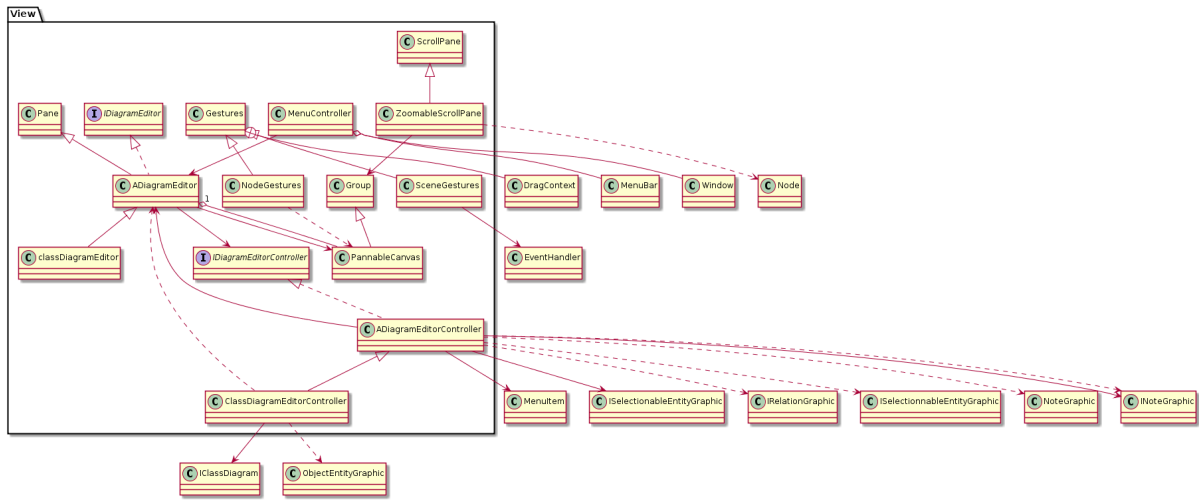 View
C ScrollPane
C Pane
I IDiagramEditor
C Gestures
C MenuController
C ZoomableScrollPane
C ADiagramEditor
1
C NodeGestures
C Group
C SceneGestures
C DragContext
C MenuBar
C Window
C Node
C classDiagramEditor
I IDiagramEditorController
C PannableCanvas
C EventHandler
C ADiagramEditorController
C ClassDiagramEditorController
C MenuItem
C ISelectionableEntityGraphic
C IRelationGraphic
C ISelectionnableEntityGraphic
C NoteGraphic
C INoteGraphic
C IClassDiagram
C ObjectEntityGraphic